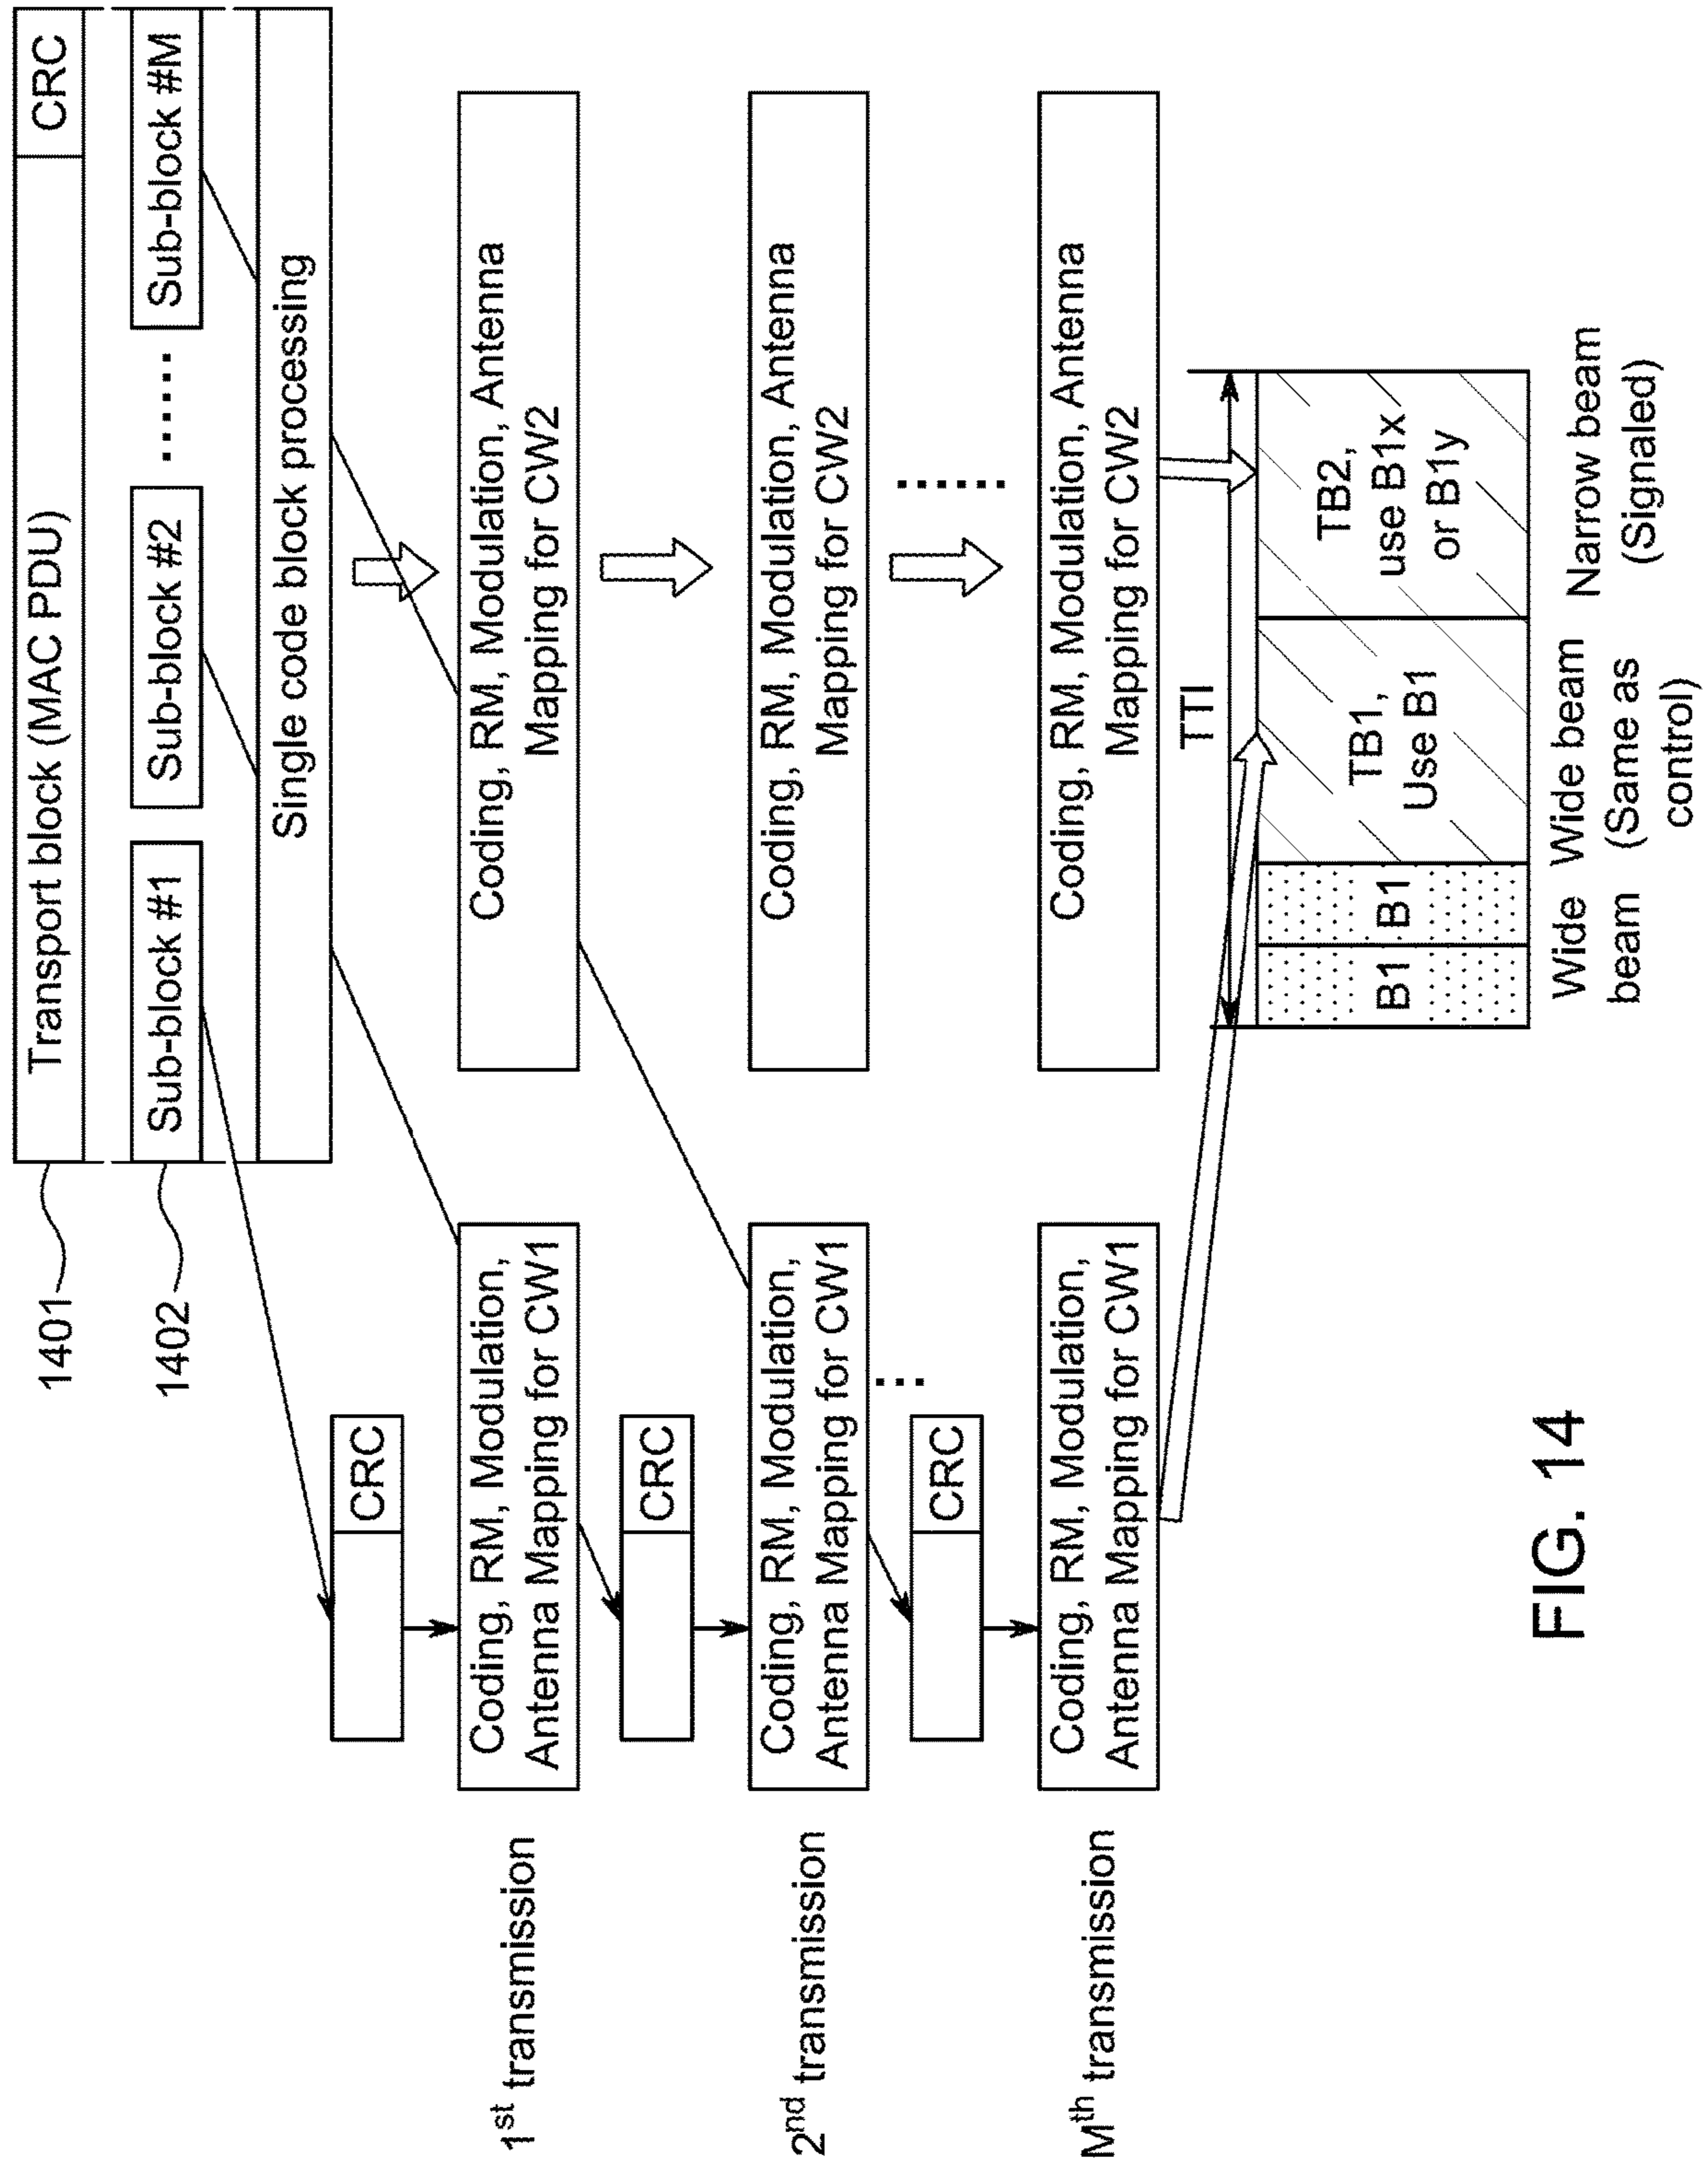 1401
Transport block (MAC PDU)
CRC
1402
Sub-block #1
Sub-block #2
......
Sub-block #M
Single code block processing
CRC
1st transmission
Coding, RM, Modulation,
Antenna Mapping for CW1
Coding, RM, Modulation, Antenna
Mapping for CW2
CRC
2nd transmission
Coding, RM, Modulation,
Antenna Mapping for CW1
Coding, RM, Modulation, Antenna
Mapping for CW2
...
......
CRC
Mth transmission
Coding, RM, Modulation,
Antenna Mapping for CW1
Coding, RM, Modulation, Antenna
Mapping for CW2
TTI
B1
B1
TB1,
Use B1
TB2,
use B1x
or B1y
Wide
beam
Wide beam
(Same as
control)
Narrow beam
(Signaled)
FIG. 14